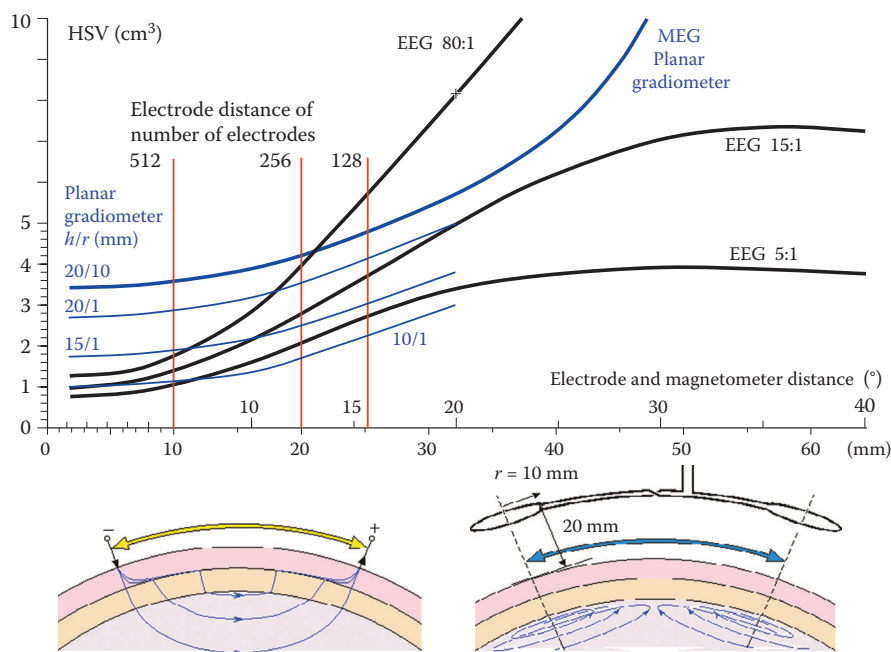 10
HSV (cm³)
EEG 80:1
MEG
Planar
gradiometer
Electrode distance of
number of electrodes
512
256
128
EEG 15:1
Planar
gradiometer
h/r (mm)
5
EEG 5:1
4
20/10
3
20/1
2
15/1
10/1
1
Electrode and magnetometer distance (°)
10
15
20
30
40
0
0
10
20
30
40
50
60
(mm)
r = 10 mm
− +
20 mm